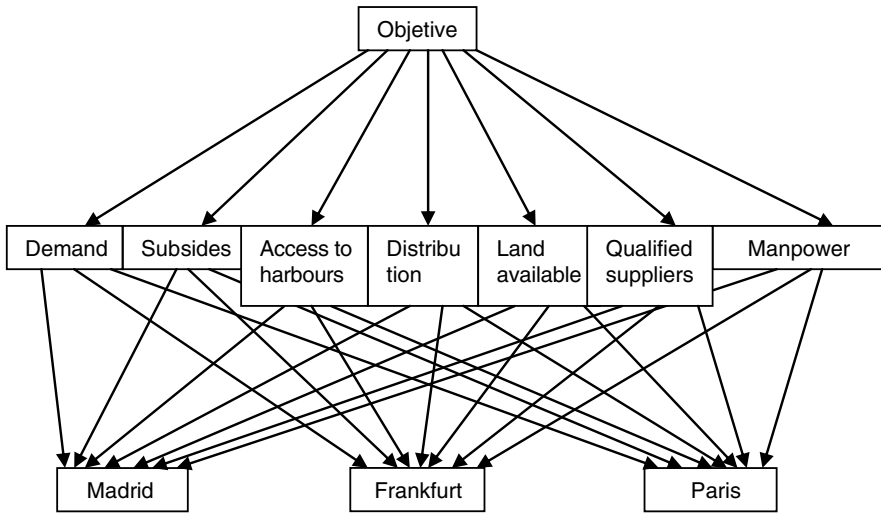 Objetive
Demand
Subsides
Access to
harbours
Distribu
tion
Land
available
Qualified
suppliers
Manpower
Madrid
Frankfurt
Paris